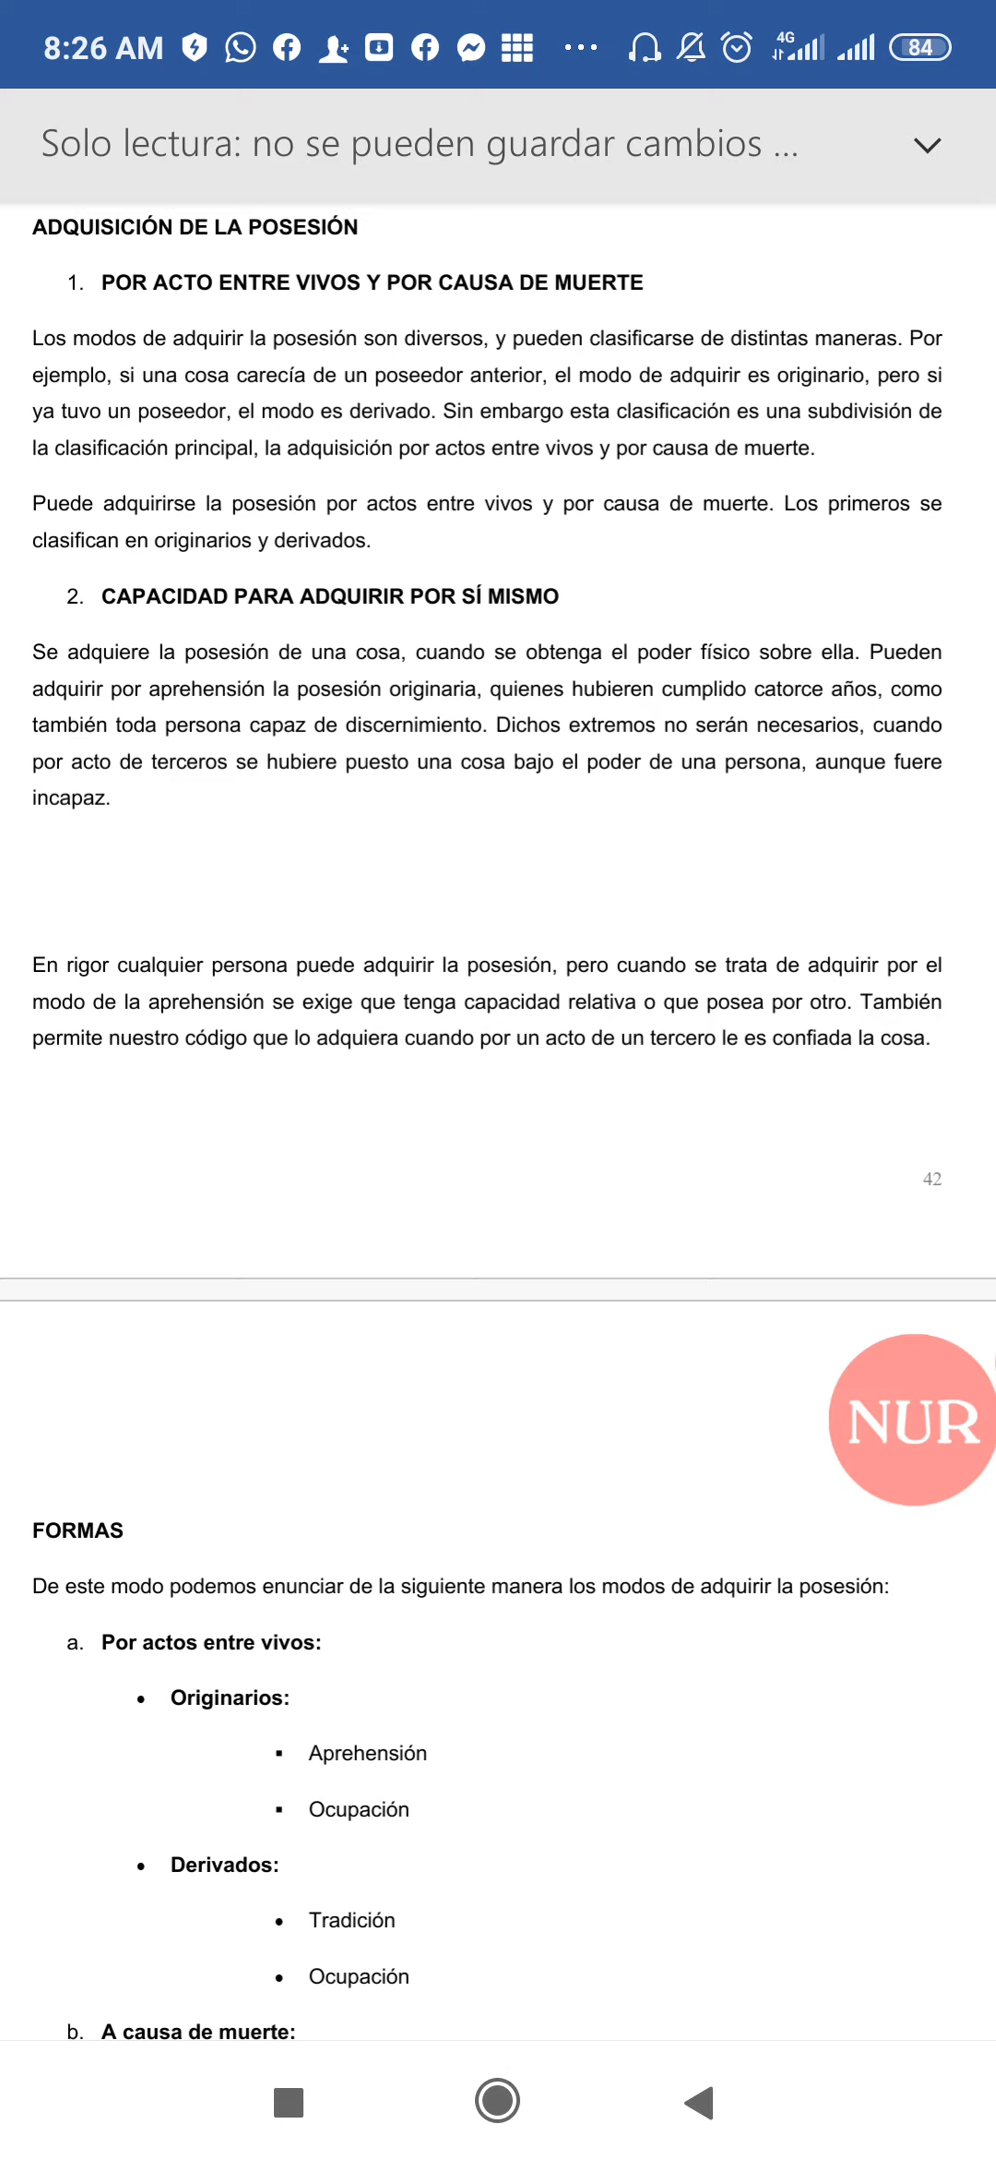 8:26 AM 4G 84
Solo lectura: no se pueden guardar cambios ...
ADQUISICIÓN DE LA POSESIÓN
1. POR ACTO ENTRE VIVOS Y POR CAUSA DE MUERTE
Los modos de adquirir la posesión son diversos, y pueden clasificarse de distintas maneras. Por
ejemplo, si una cosa carecía de un poseedor anterior, el modo de adquirir es originario, pero si
ya tuvo un poseedor, el modo es derivado. Sin embargo esta clasificación es una subdivisión de
la clasificación principal, la adquisición por actos entre vivos y por causa de muerte.
Puede adquirirse la posesión por actos entre vivos y por causa de muerte. Los primeros se
clasifican en originarios y derivados.
2. CAPACIDAD PARA ADQUIRIR POR SÍ MISMO
Se adquiere la posesión de una cosa, cuando se obtenga el poder físico sobre ella. Pueden
adquirir por aprehensión la posesión originaria, quienes hubieren cumplido catorce años, como
también toda persona capaz de discernimiento. Dichos extremos no serán necesarios, cuando
por acto de terceros se hubiere puesto una cosa bajo el poder de una persona, aunque fuere
incapaz.
En rigor cualquier persona puede adquirir la posesión, pero cuando se trata de adquirir por el
modo de la aprehensión se exige que tenga capacidad relativa o que posea por otro. También
permite nuestro código que lo adquiera cuando por un acto de un tercero le es confiada la cosa.
42
NUR
FORMAS
De este modo podemos enunciar de la siguiente manera los modos de adquirir la posesión:
a. Por actos entre vivos:
• Originarios:
▪ Aprehensión
▪ Ocupación
• Derivados:
• Tradición
• Ocupación
b. A causa de muerte: